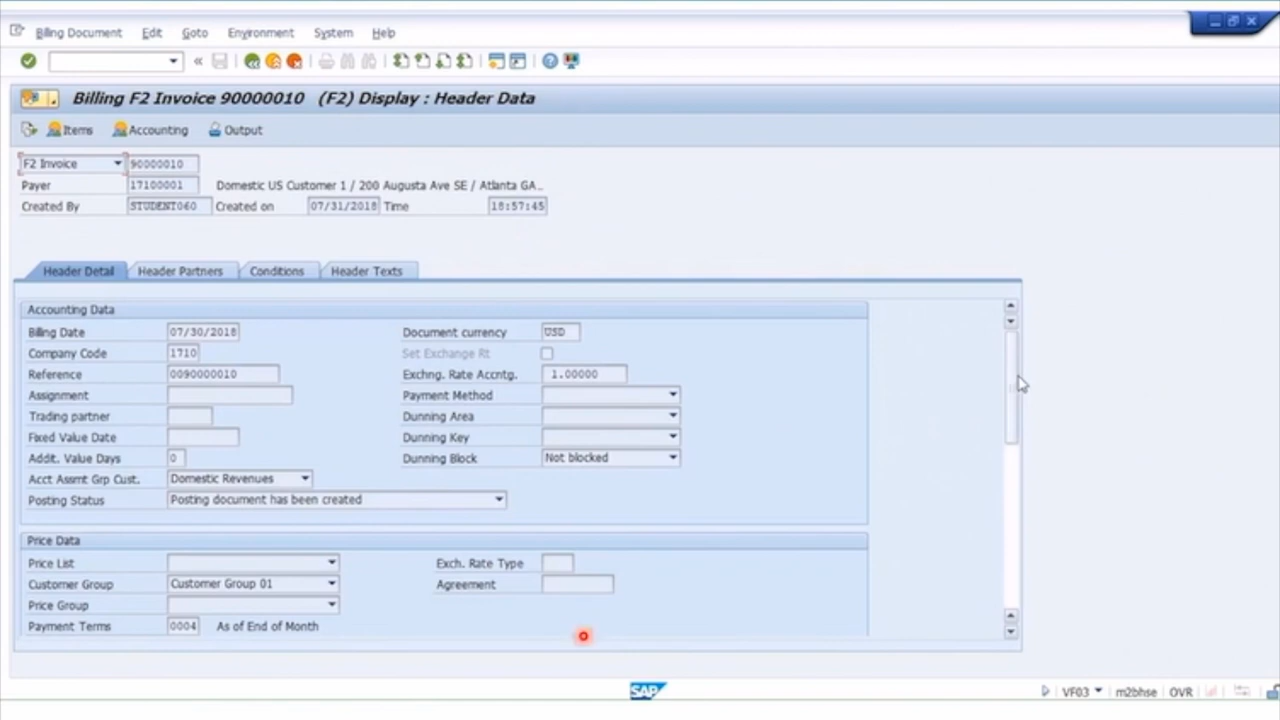 Billing Document Edit Goto Environment System Help
Billing F2 Invoice 90000010 (F2) Display : Header Data
Items Accounting Output
F2 Invoice 90000010
Payer 17100001 Domestic US Customer 1 / 200 Augusta Ave SE / Atlanta GA..
Created By STUDENT060 Created on 07/31/2018 Time 18:57:45
Header Detail Header Partners Conditions Header Texts
Accounting Data
Billing Date 07/30/2018 Document currency USD
Company Code 1710 Set Exchange Rt
Reference 0090000010 Exchng. Rate Accntg. 1.00000
Assignment Payment Method
Trading partner Dunning Area
Fixed Value Date Dunning Key
Addit. Value Days 0 Dunning Block Not blocked
Acct Assmt Grp Cust. Domestic Revenues
Posting Status Posting document has been created
Price Data
Price List Exch. Rate Type
Customer Group Customer Group 01 Agreement
Price Group
Payment Terms 0004 As of End of Month
SAP VF03 m2bhse OVR